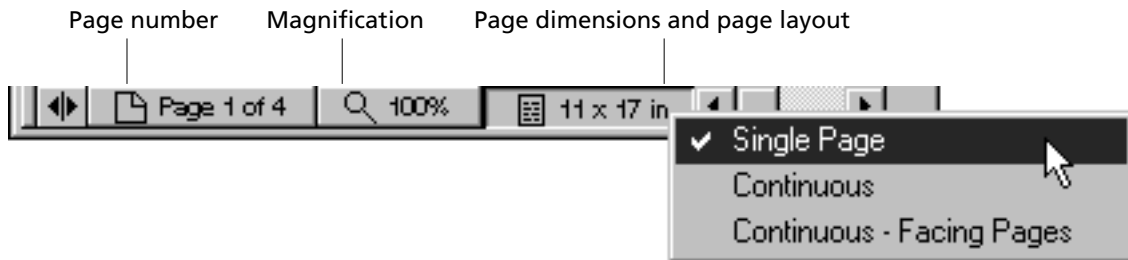 Page number Magnification Page dimensions and page layout
Page 1 of 4 100% 11 x 17 in
Single Page
Continuous
Continuous - Facing Pages